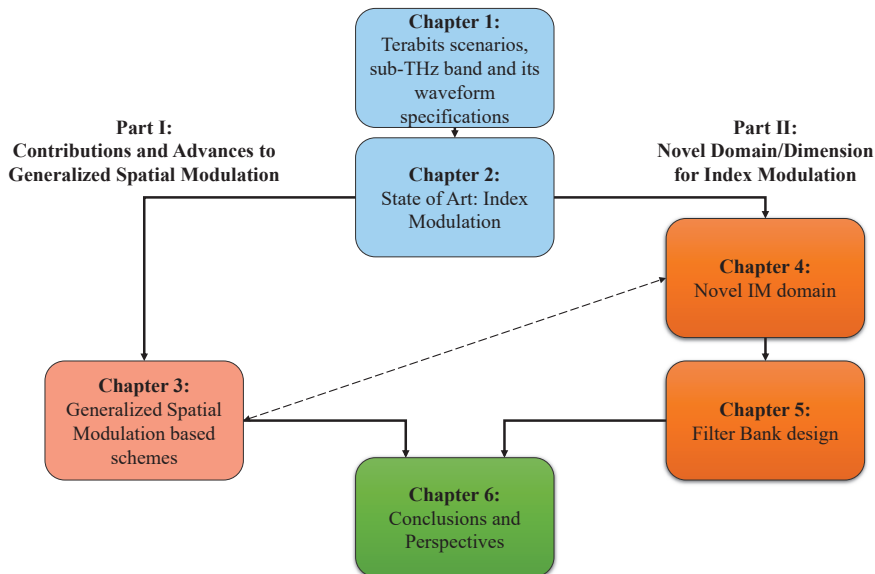 Chapter 1:
Terabits scenarios,
sub-THz band and its
waveform
specifications
Part I:
Contributions and Advances to
Generalized Spatial Modulation
Part II:
Novel Domain/Dimension
for Index Modulation
Chapter 2:
State of Art: Index
Modulation
Chapter 4:
Novel IM domain
Chapter 3:
Generalized Spatial
Modulation based
schemes
Chapter 5:
Filter Bank design
Chapter 6:
Conclusions and
Perspectives